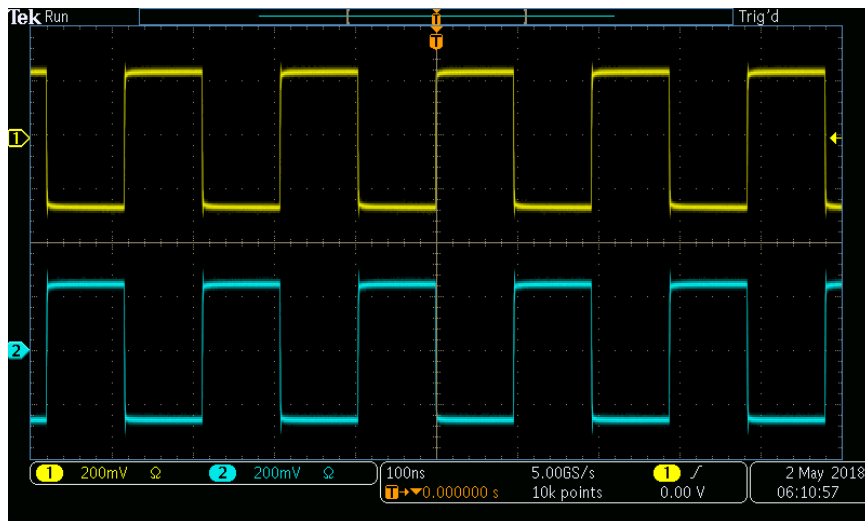 Tek Run Trig'd
T
T
1
2
1 200mV Ω 2 200mV Ω 100ns 5.00GS/s 1 2 May 2018
T 0.000000 s 10k points 0.00 V 06:10:57